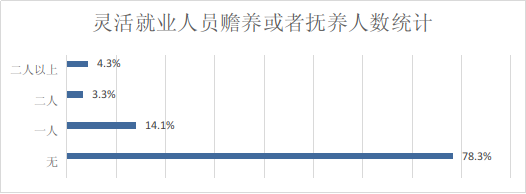 灵活就业人员赡养或者抚养人数统计
二人以上 4.3%
二人 3.3%
一人 14.1%
无 78.3%